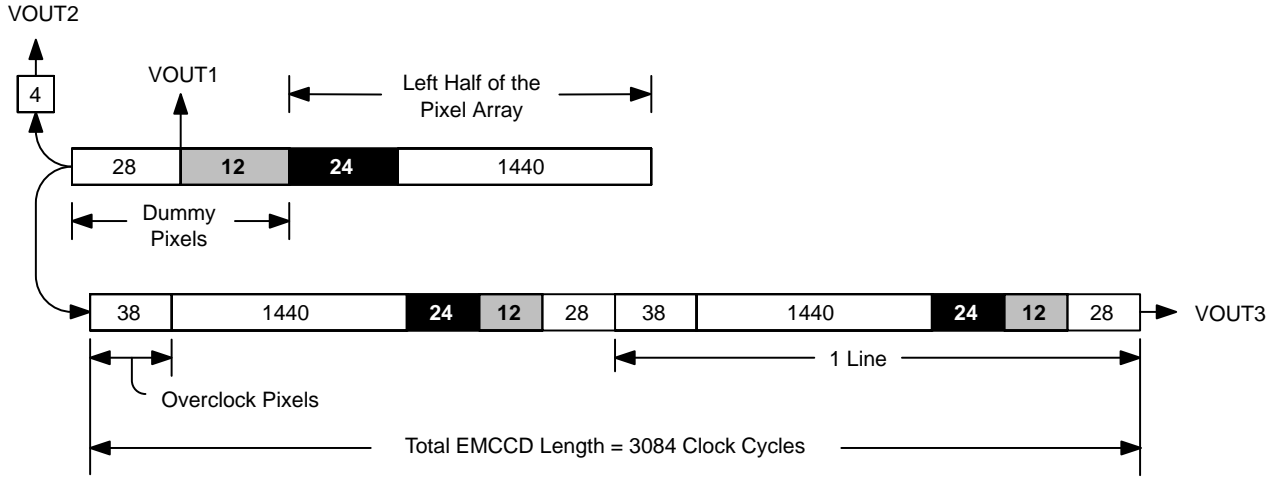 VOUT2
4
VOUT1
Left Half of the
Pixel Array
28 12 24 1440
Dummy
Pixels
38 1440 24 12 28 38 1440 24 12 28 VOUT3
1 Line
Overclock Pixels
Total EMCCD Length = 3084 Clock Cycles